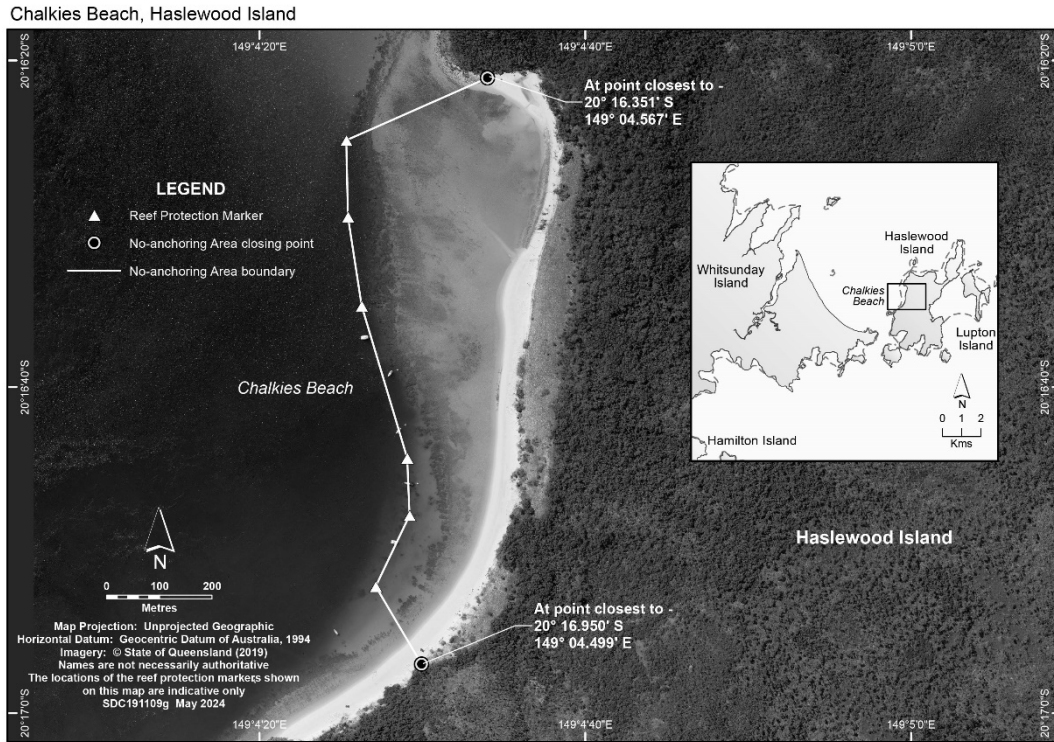 Chalkies Beach, Haslewood Island
149°4'20"E
149°4'40"E
149°5'0"E
20°16'20"S
20°16'20"S
At point closest to -
20° 16.351' S
149° 04.567' E
LEGEND
Reef Protection Marker
No-anchoring Area closing point
No-anchoring Area boundary
Haslewood
Island
Whitsunday
Island
Chalkies
Beach
Lupton
Island
N
0 1 2
Kms
Hamilton Island
20°16'40"S
20°16'40"S
Chalkies Beach
Haslewood Island
N
0 100 200
Metres
At point closest to -
20° 16.950' S
149° 04.499' E
Map Projection: Unprojected Geographic
Horizontal Datum: Geocentric Datum of Australia, 1994
Imagery: © State of Queensland (2019)
Names are not necessarily authoritative
The locations of the reef protection markers shown
on this map are indicative only
SDC191109g May 2024
20°17'0"S
20°17'0"S
149°4'20"E
149°4'40"E
149°5'0"E